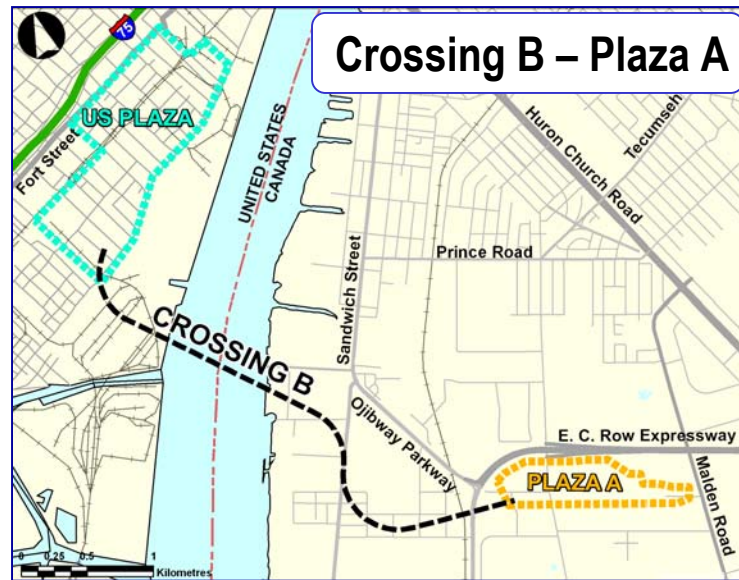 Crossing B – Plaza A
75
US PLAZA
Fort Street
UNITED STATES
CANADA
Huron Church Road
Tecumseh
Prince Road
Sandwich Street
CROSSING B
Ojibway Parkway
E. C. Row Expressway
PLAZA A
Malden Road
0 0.25 0.5 1
Kilometres